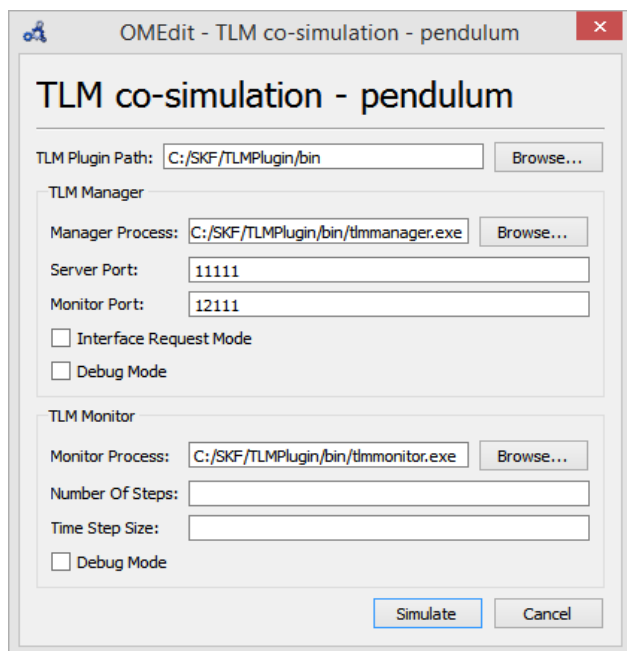 OMEdit - TLM co-simulation - pendulum
TLM co-simulation - pendulum
TLM Plugin Path: C:/SKF/TLMPlugin/bin Browse...
TLM Manager
Manager Process: C:/SKF/TLMPlugin/bin/tlmmanager.exe Browse...
Server Port: 11111
Monitor Port: 12111
Interface Request Mode
Debug Mode
TLM Monitor
Monitor Process: C:/SKF/TLMPlugin/bin/tlmmonitor.exe Browse...
Number Of Steps:
Time Step Size:
Debug Mode
Simulate Cancel